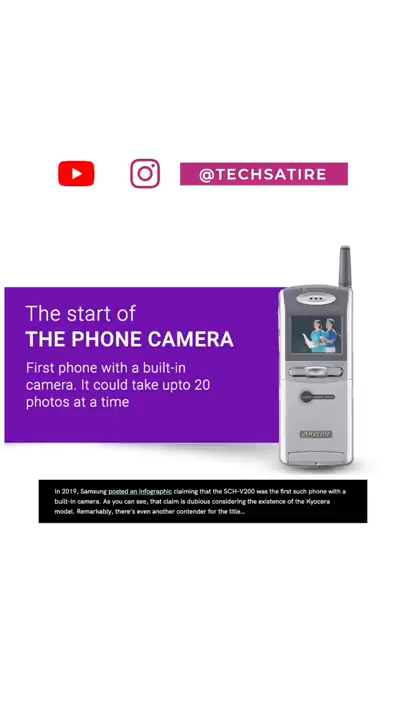 @TECHSATIRE
The start of
THE PHONE CAMERA
First phone with a built-in
camera. It could take upto 20
photos at a time
In 2019, Samsung posted an infographic claiming that the SCH-V200 was the first such phone with a
built-in camera. As you can see, that claim is dubious considering the existence of the Kyocera
model. Remarkably, there's even another contender for the title...